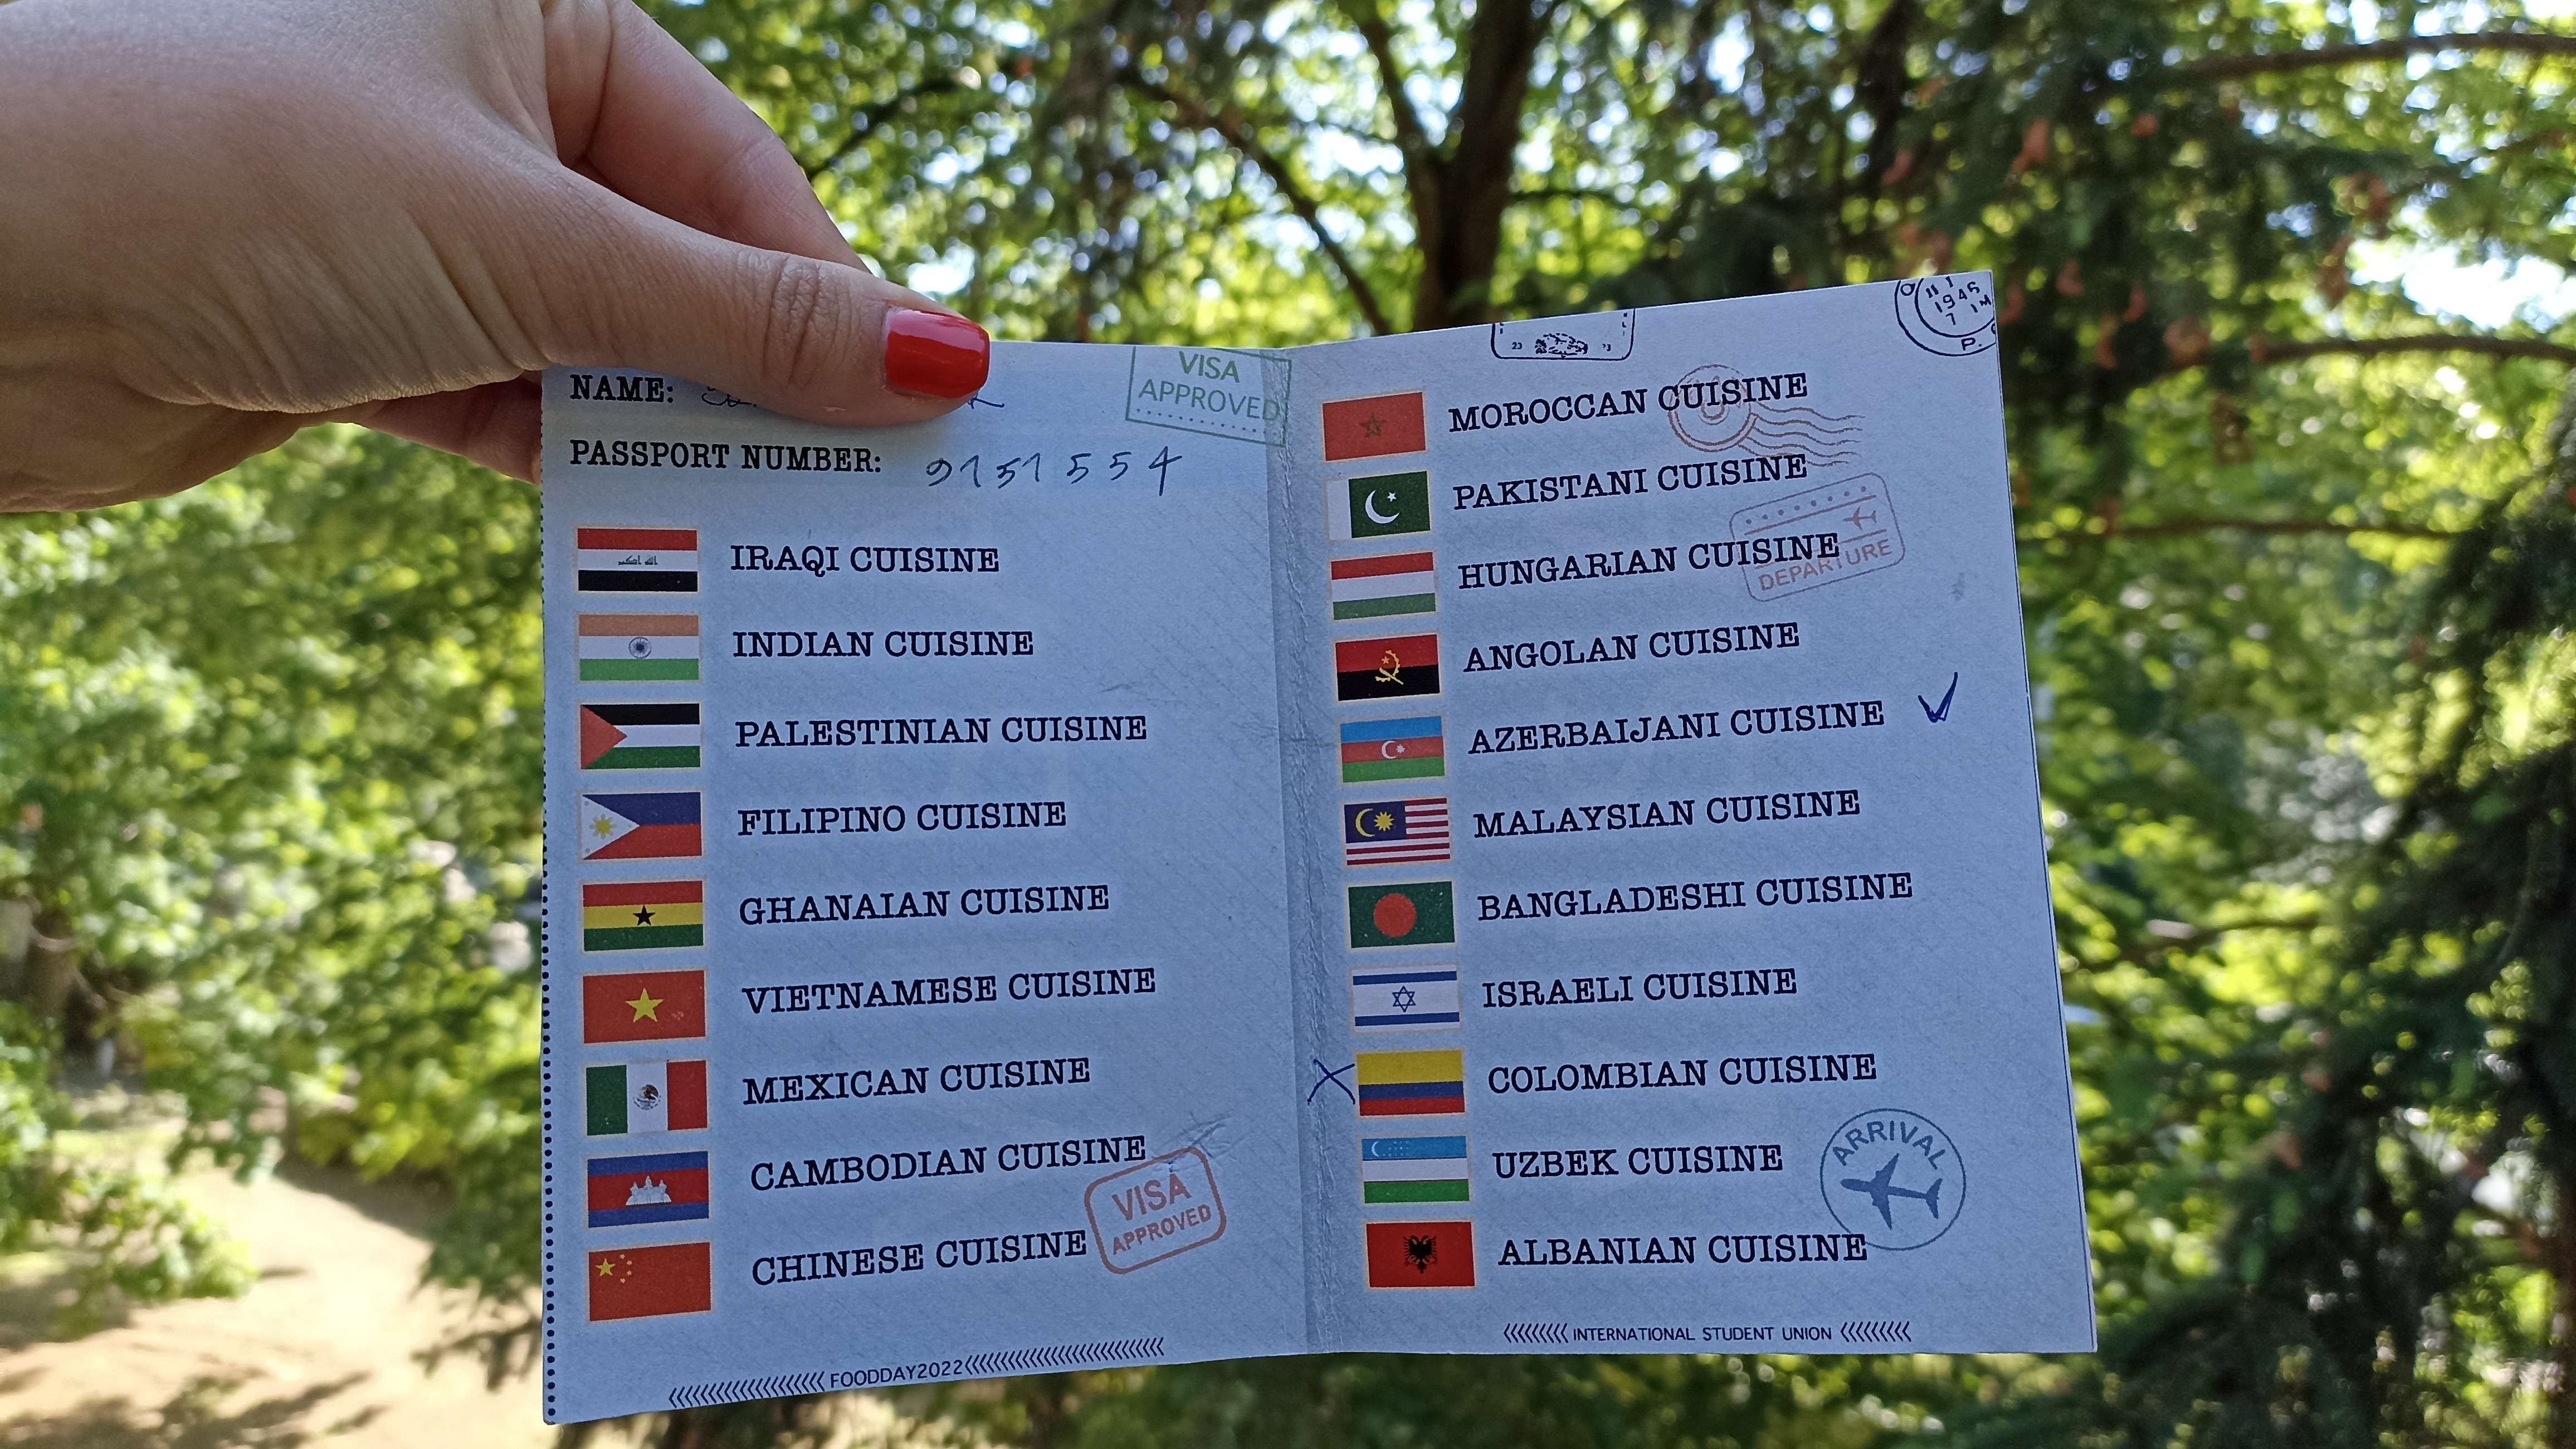 NAME:
VISA
APPROVED
PASSPORT NUMBER: 9151554
IRAQI CUISINE
INDIAN CUISINE
PALESTINIAN CUISINE
FILIPINO CUISINE
GHANAIAN CUISINE
VIETNAMESE CUISINE
MEXICAN CUISINE
CAMBODIAN CUISINE
CHINESE CUISINE
VISA
APPROVED
FOODDAY2022
1945
P.
MOROCCAN CUISINE
PAKISTANI CUISINE
HUNGARIAN CUISINE
DEPARTURE
ANGOLAN CUISINE
AZERBAIJANI CUISINE
MALAYSIAN CUISINE
BANGLADESHI CUISINE
ISRAELI CUISINE
COLOMBIAN CUISINE
UZBEK CUISINE
ARRIVAL
ALBANIAN CUISINE
INTERNATIONAL STUDENT UNION